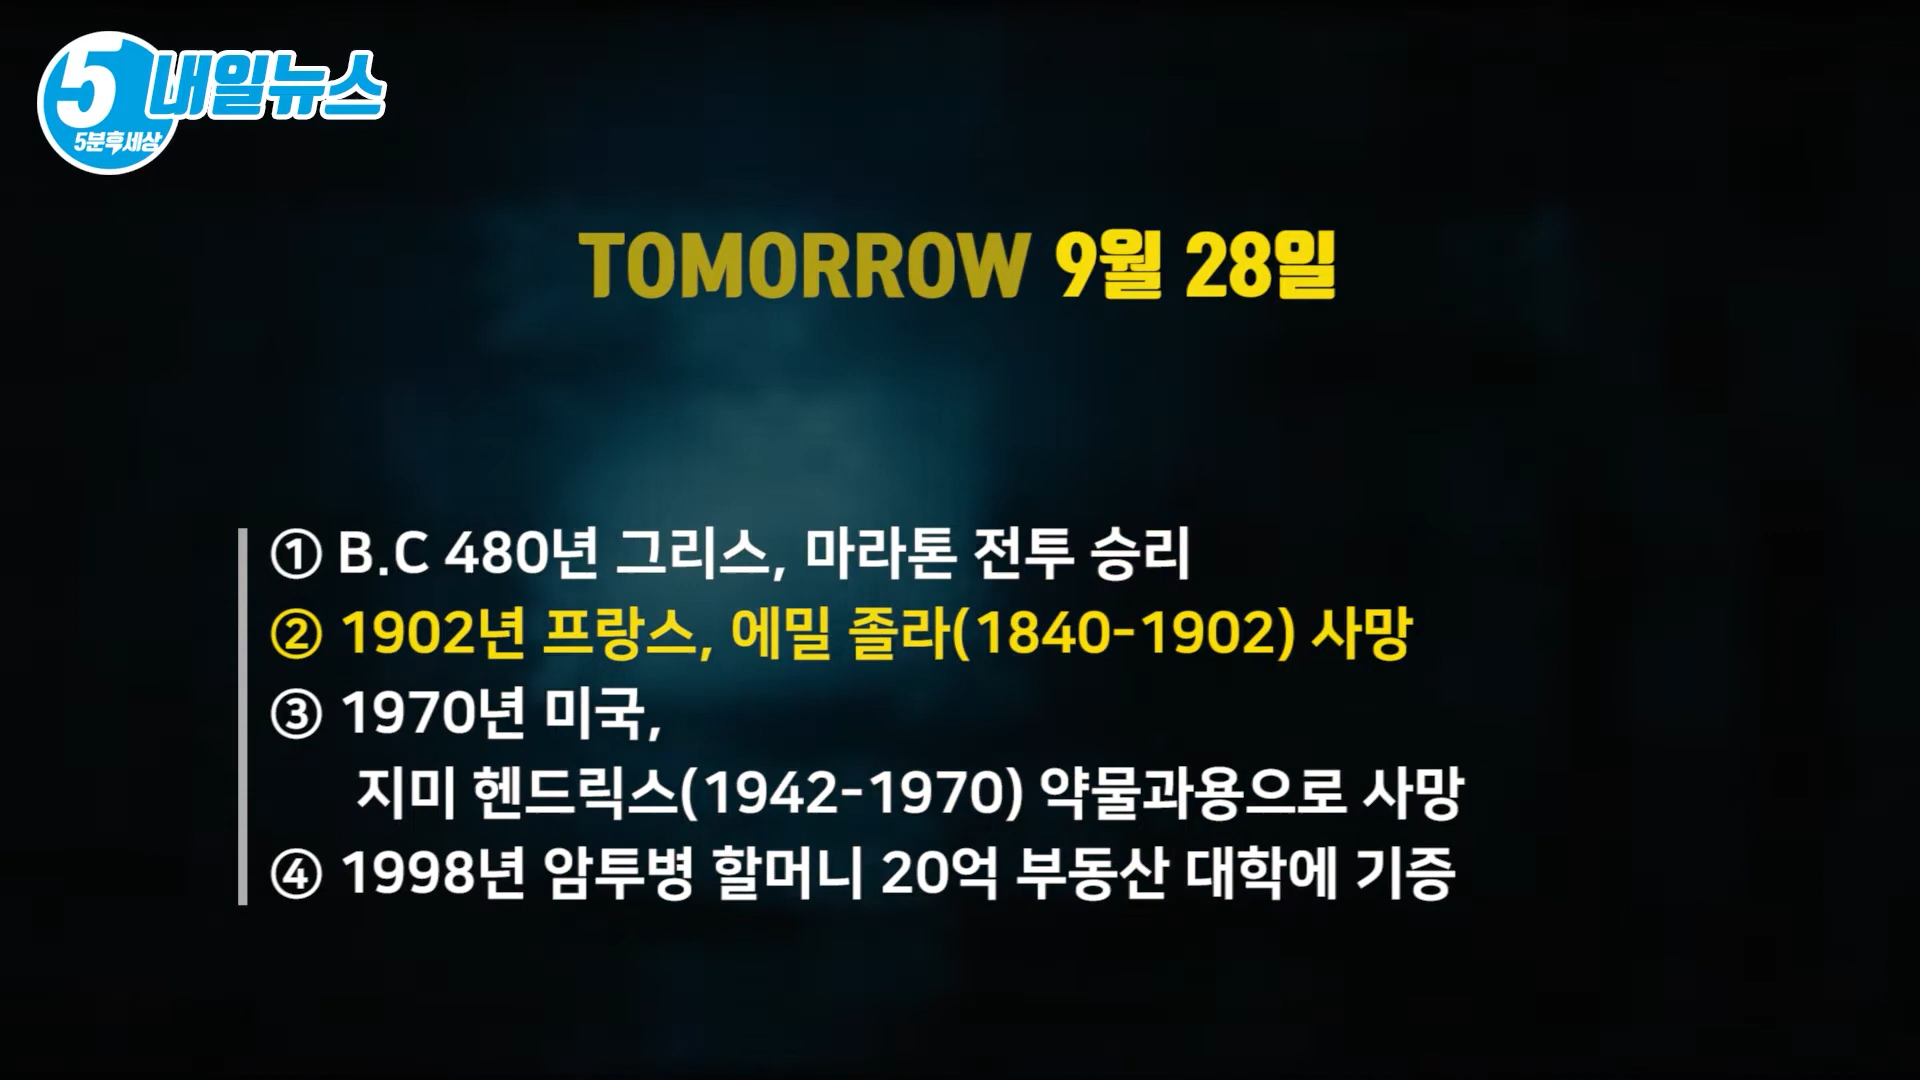 5 내일뉴스
5분후세상
TOMORROW 9월 28일
① B.C 480년 그리스, 마라톤 전투 승리
② 1902년 프랑스, 에밀 졸라(1840-1902) 사망
③ 1970년 미국,
지미 헨드릭스(1942-1970) 약물과용으로 사망
④ 1998년 암투병 할머니 20억 부동산 대학에 기증